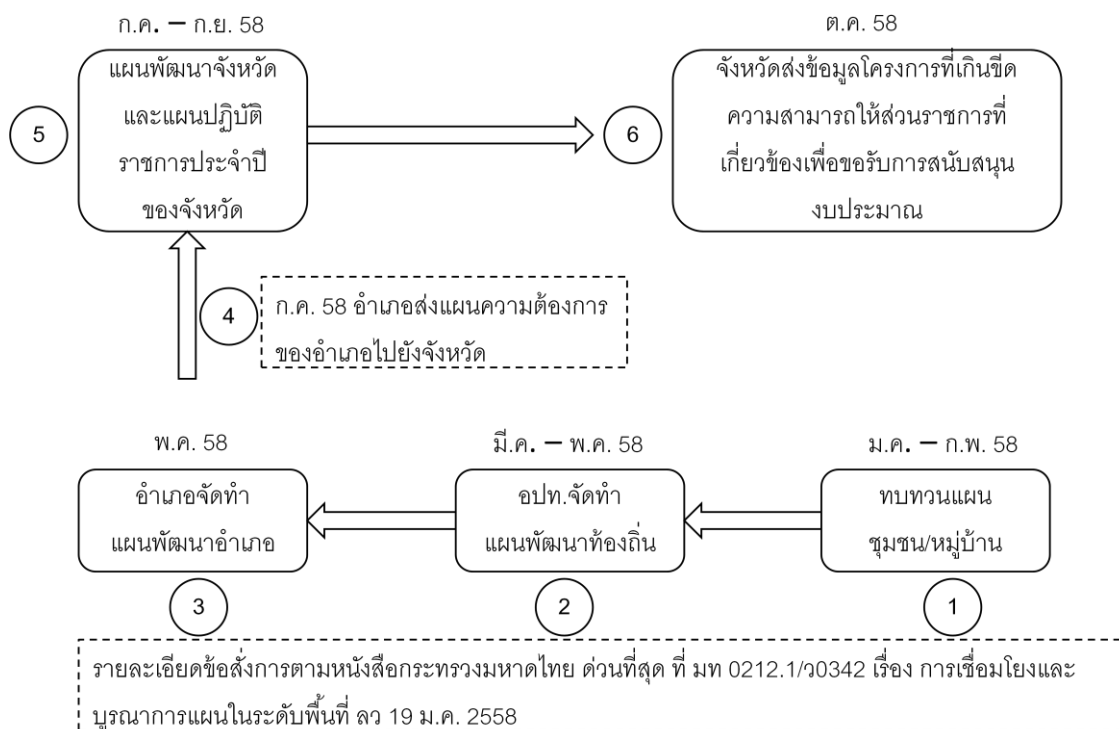 ก.ค. – ก.ย. 58
แผนพัฒนาจังหวัด
และแผนปฏิบัติ
ราชการประจำปี
ของจังหวัด
5
ต.ค. 58
จังหวัดส่งข้อมูลโครงการที่เกินขีด
ความสามารถให้ส่วนราชการที่
เกี่ยวข้องเพื่อขอรับการสนับสนุน
งบประมาณ
6
4
ก.ค. 58 อำเภอส่งแผนความต้องการ
ของอำเภอไปยังจังหวัด
พ.ค. 58
อำเภอจัดทำ
แผนพัฒนาอำเภอ
3
มี.ค. – พ.ค. 58
อปท.จัดทำ
แผนพัฒนาท้องถิ่น
2
ม.ค. – ก.พ. 58
ทบทวนแผน
ชุมชน/หมู่บ้าน
1
รายละเอียดข้อสั่งการตามหนังสือกระทรวงมหาดไทย ด่วนที่สุด ที่ มท 0212.1/ว0342 เรื่อง การเชื่อมโยงและ
บูรณาการแผนในระดับพื้นที่ ลว 19 ม.ค. 2558